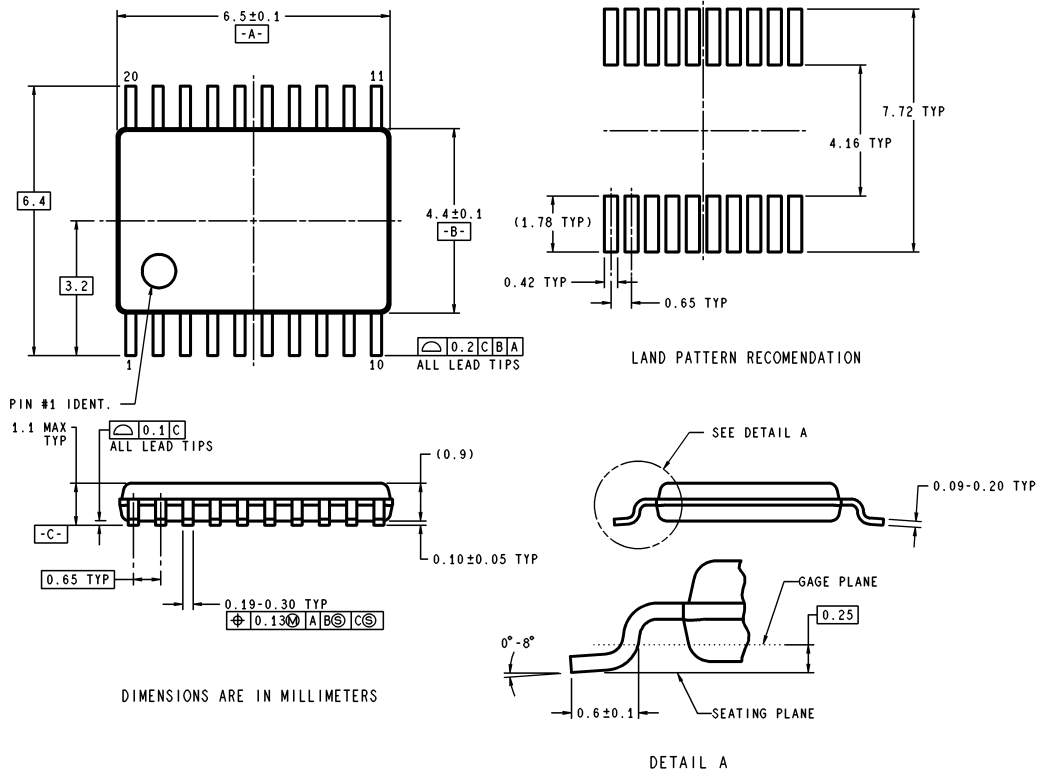 6.5±0.1
-A-
20
11
6.4
3.2
4.4±0.1
-B-
1
10
⌓ 0.2 C B A
ALL LEAD TIPS
PIN #1 IDENT.
7.72 TYP
4.16 TYP
(1.78 TYP)
0.42 TYP
0.65 TYP
LAND PATTERN RECOMENDATION
1.1 MAX
TYP
⌓ 0.1 C
ALL LEAD TIPS
(0.9)
-C-
0.10±0.05 TYP
0.65 TYP
0.19-0.30 TYP
⌖ 0.13Ⓜ A BⓈ CⓈ
SEE DETAIL A
0.09-0.20 TYP
GAGE PLANE
0.25
0°-8°
0.6±0.1
SEATING PLANE
DIMENSIONS ARE IN MILLIMETERS
DETAIL A